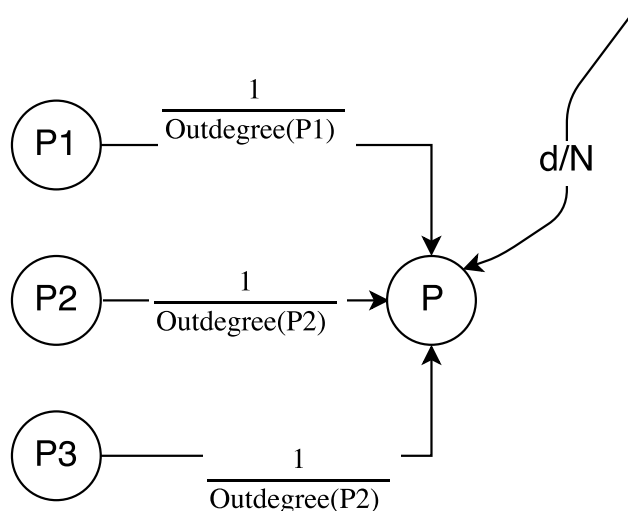 P1
1
Outdegree(P1)
d/N
P2
1
Outdegree(P2)
P
P3
1
Outdegree(P2)